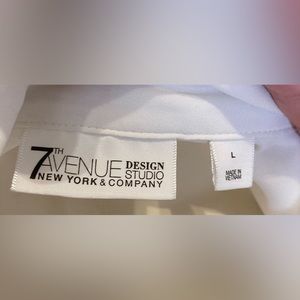 7TH AVENUE DESIGN STUDIO
NEW YORK & COMPANY
L
MADE IN
VIETNAM